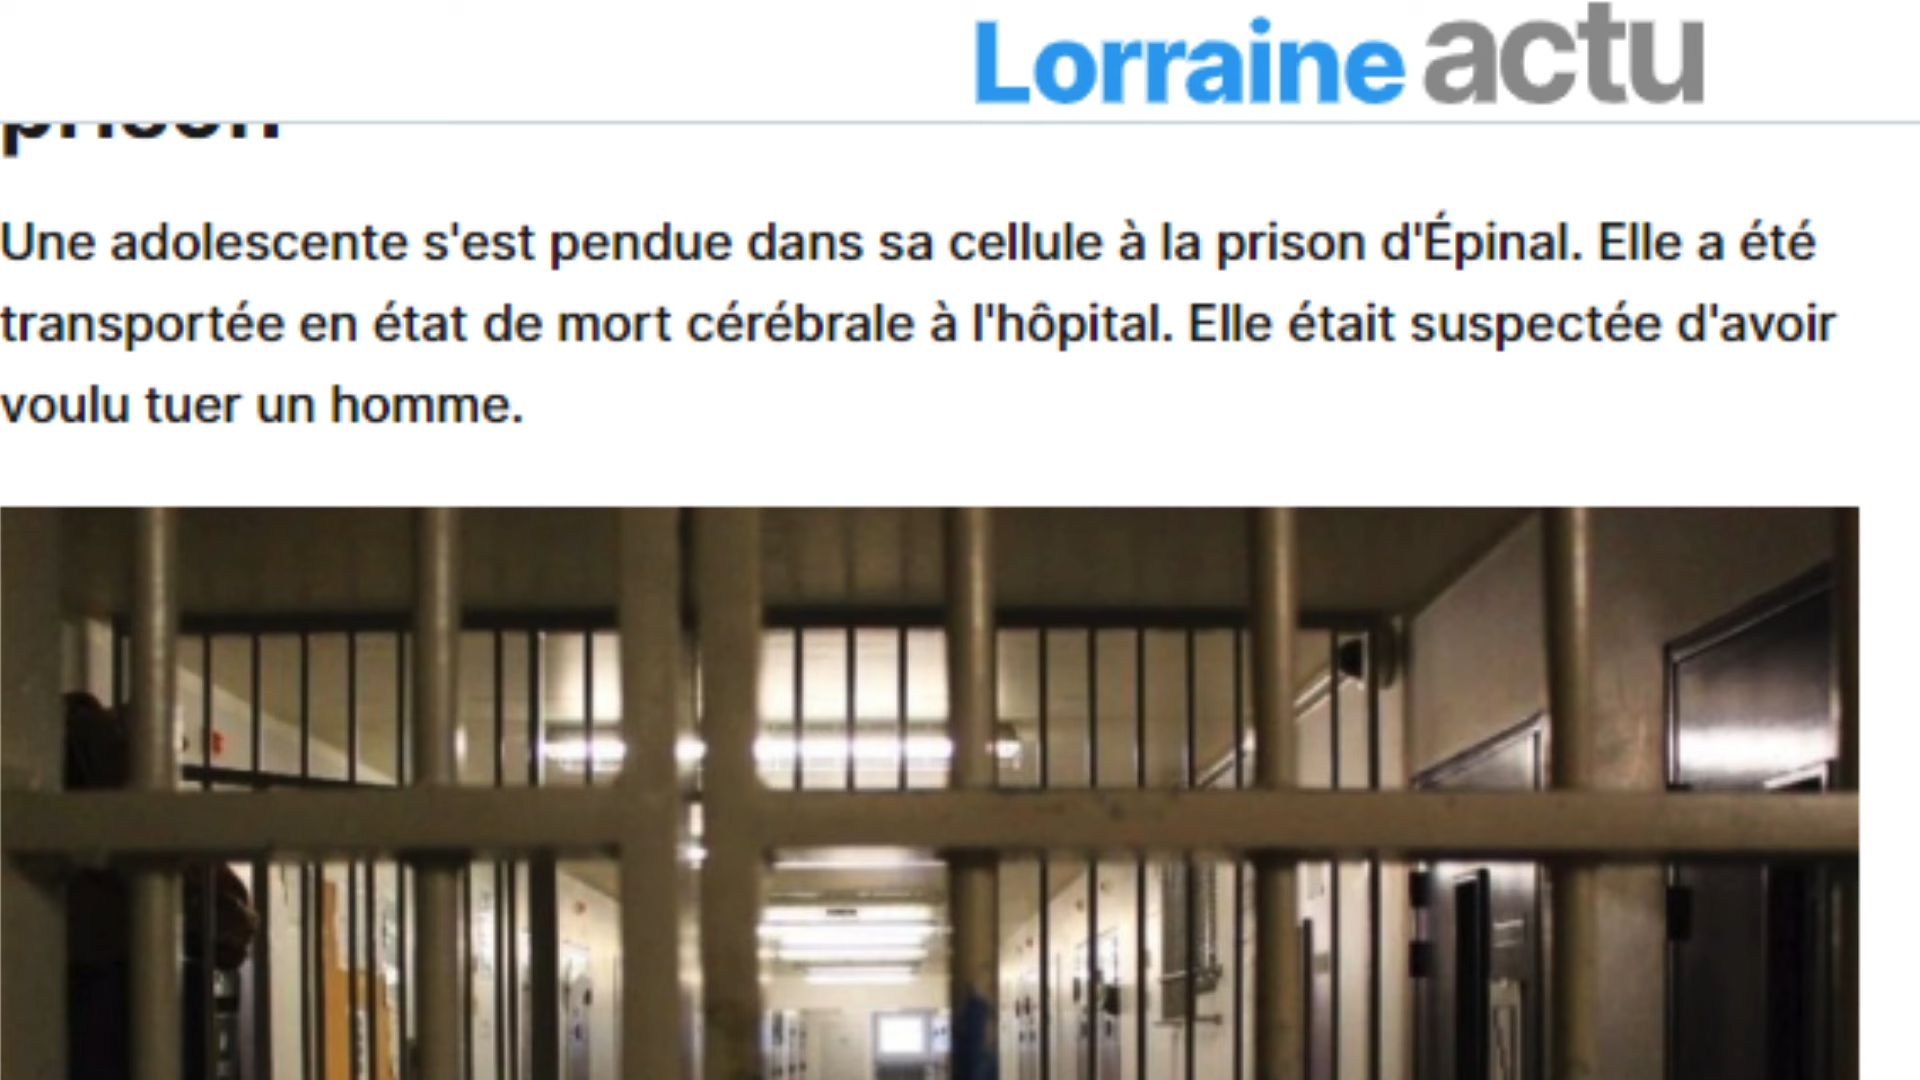 Lorraine actu
prison
Une adolescente s'est pendue dans sa cellule à la prison d'Épinal. Elle a été
transportée en état de mort cérébrale à l'hôpital. Elle était suspectée d'avoir
voulu tuer un homme.